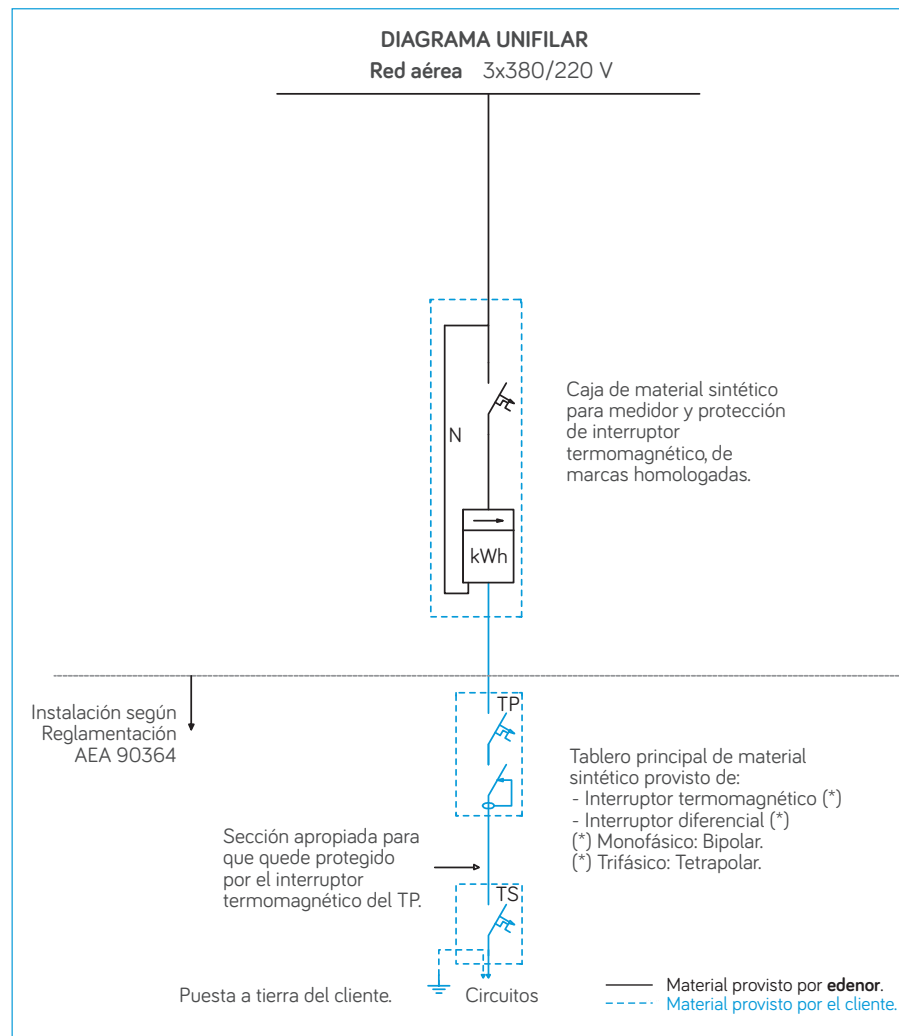 DIAGRAMA UNIFILAR
Red aérea 3x380/220 V
N
Caja de material sintético
para medidor y protección
de interruptor
termomagnético, de
marcas homologadas.
kWh
Instalación según
Reglamentación
AEA 90364
TP
Tablero principal de material
sintético provisto de:
- Interruptor termomagnético (*)
- Interruptor diferencial (*)
(*) Monofásico: Bipolar.
(*) Trifásico: Tetrapolar.
Sección apropiada para
que quede protegido
por el interruptor
termomagnético del TP.
TS
Puesta a tierra del cliente.
Circuitos
Material provisto por edenor.
Material provisto por el cliente.